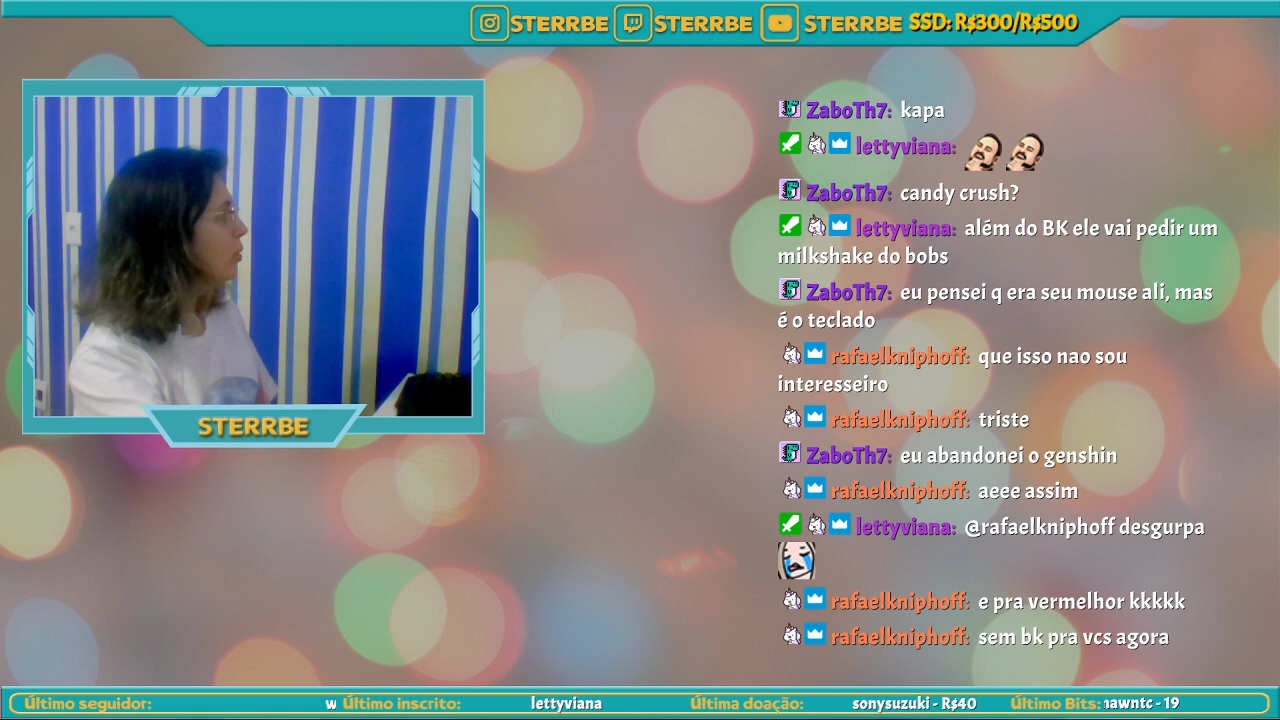 STERRBE STERRBE STERRBE SSD: R$300/R$500
ZaboTh7: kapa
lettyviana:
ZaboTh7: candy crush?
lettyviana: além do BK ele vai pedir um
milkshake do bobs
ZaboTh7: eu pensei q era seu mouse ali, mas
é o teclado
rafaelkniphoff: que isso nao sou
interesseiro
rafaelkniphoff: triste
ZaboTh7: eu abandonei o genshin
rafaelkniphoff: aeee assim
lettyviana: @rafaelkniphoff desgurpa
rafaelkniphoff: e pra vermelhor kkkkk
rafaelkniphoff: sem bk pra vcs agora
STERRBE
Último seguidor: w Último inscrito: lettyviana Última doação: sonysuzuki - R$40 Último Bits: nawntc - 19